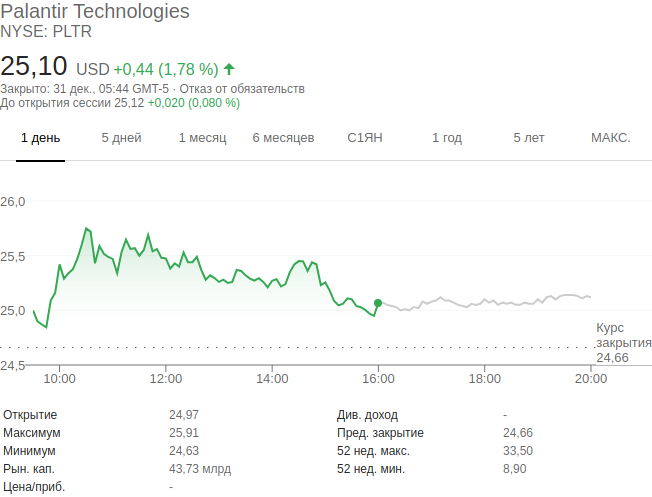 Palantir Technologies
NYSE: PLTR
25,10 USD +0,44 (1,78 %)
Закрыто: 31 дек., 05:44 GMT-5 · Отказ от обязательств
До открытия сессии 25,12 +0,020 (0,080 %)
1 день 5 дней 1 месяц 6 месяцев С1ЯН 1 год 5 лет МАКС.
26,0
25,5
25,0
Курс
закрытия
24,66
24,5
10:00 12:00 14:00 16:00 18:00 20:00
Открытие 24,97 Див. доход -
Максимум 25,91 Пред. закрытие 24,66
Минимум 24,63 52 нед. макс. 33,50
Рын. кап. 43,73 млрд 52 нед. мин. 8,90
Цена/приб. -